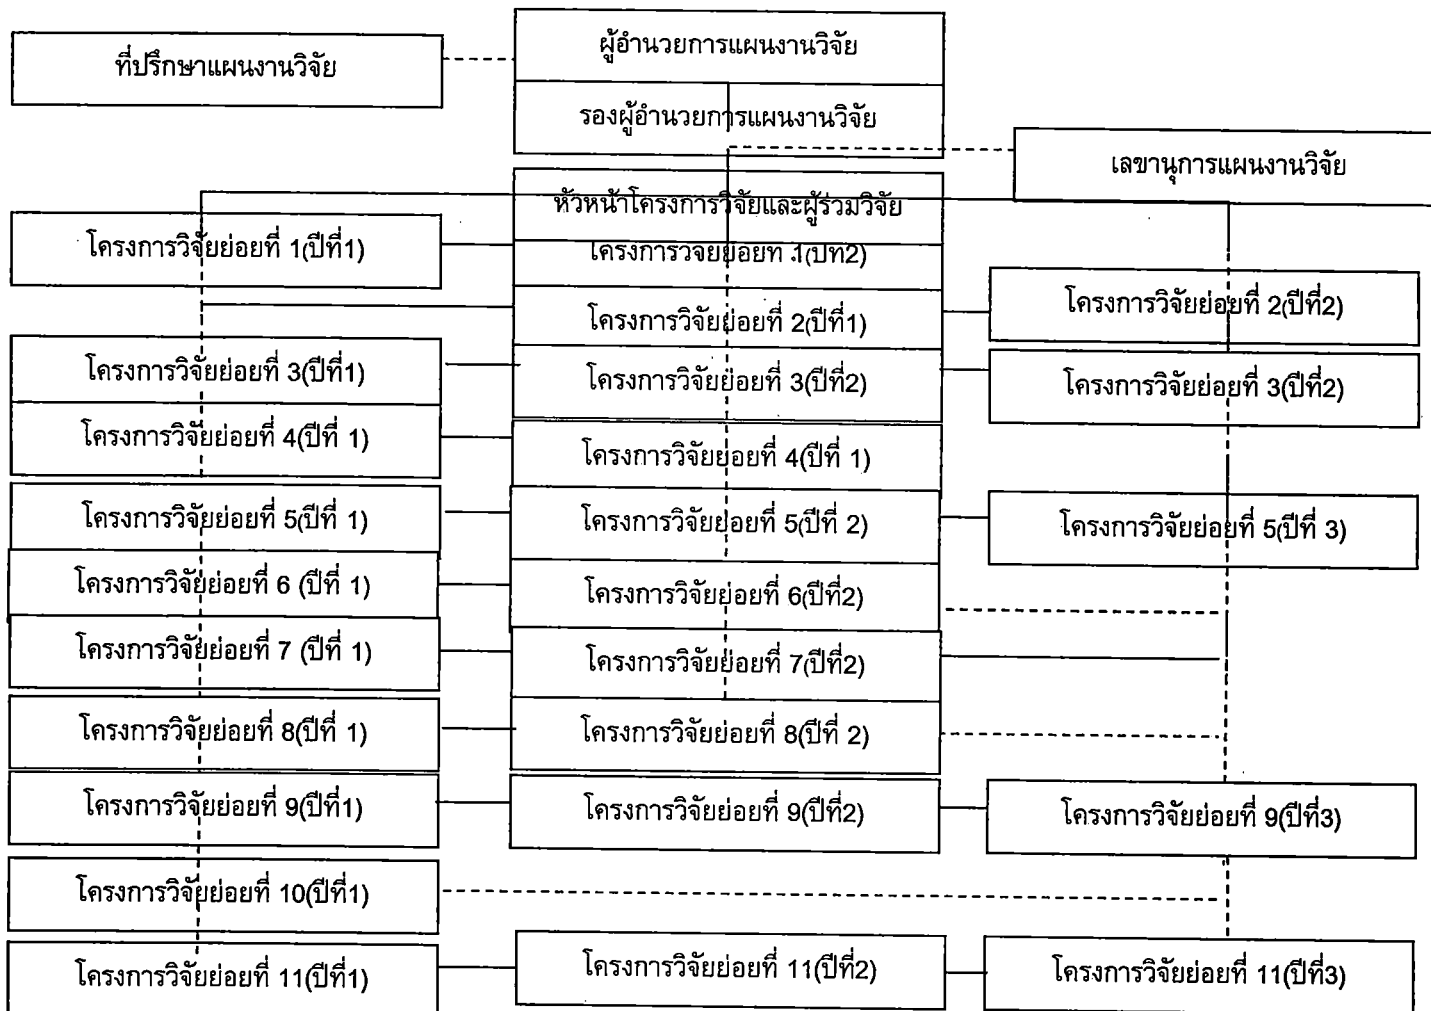 ผู้อำนวยการแผนงานวิจัย
ที่ปรึกษาแผนงานวิจัย
รองผู้อำนวยการแผนงานวิจัย
เลขานุการแผนงานวิจัย
หัวหน้าโครงการวิจัยและผู้ร่วมวิจัย
โครงการวิจัยย่อยที่ 1(ปีที่1)
โครงการวิจัยย่อยที่ 1(ปีที่2)
โครงการวิจัยย่อยที่ 2(ปีที่1)
โครงการวิจัยย่อยที่ 2(ปีที่2)
โครงการวิจัยย่อยที่ 3(ปีที่1)
โครงการวิจัยย่อยที่ 3(ปีที่2)
โครงการวิจัยย่อยที่ 3(ปีที่2)
โครงการวิจัยย่อยที่ 4(ปีที่ 1)
โครงการวิจัยย่อยที่ 4(ปีที่ 1)
โครงการวิจัยย่อยที่ 5(ปีที่ 1)
โครงการวิจัยย่อยที่ 5(ปีที่ 2)
โครงการวิจัยย่อยที่ 5(ปีที่ 3)
โครงการวิจัยย่อยที่ 6 (ปีที่ 1)
โครงการวิจัยย่อยที่ 6(ปีที่2)
โครงการวิจัยย่อยที่ 7 (ปีที่ 1)
โครงการวิจัยย่อยที่ 7(ปีที่2)
โครงการวิจัยย่อยที่ 8(ปีที่ 1)
โครงการวิจัยย่อยที่ 8(ปีที่ 2)
โครงการวิจัยย่อยที่ 9(ปีที่1)
โครงการวิจัยย่อยที่ 9(ปีที่2)
โครงการวิจัยย่อยที่ 9(ปีที่3)
โครงการวิจัยย่อยที่ 10(ปีที่1)
โครงการวิจัยย่อยที่ 11(ปีที่1)
โครงการวิจัยย่อยที่ 11(ปีที่2)
โครงการวิจัยย่อยที่ 11(ปีที่3)